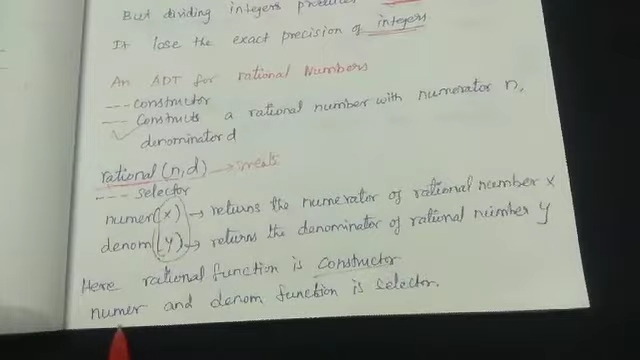 But dividing integers produces
It lose the exact precision of integers
An ADT for rational Numbers
--- constructor
--- constructs a rational number with numerator n,
denominator d
rational (n,d) →
--- selector
numer(x) → returns the numerator of rational number x
denom(y) → returns the denominator of rational number y
Here rational function is constructor
numer and denom function is selector.